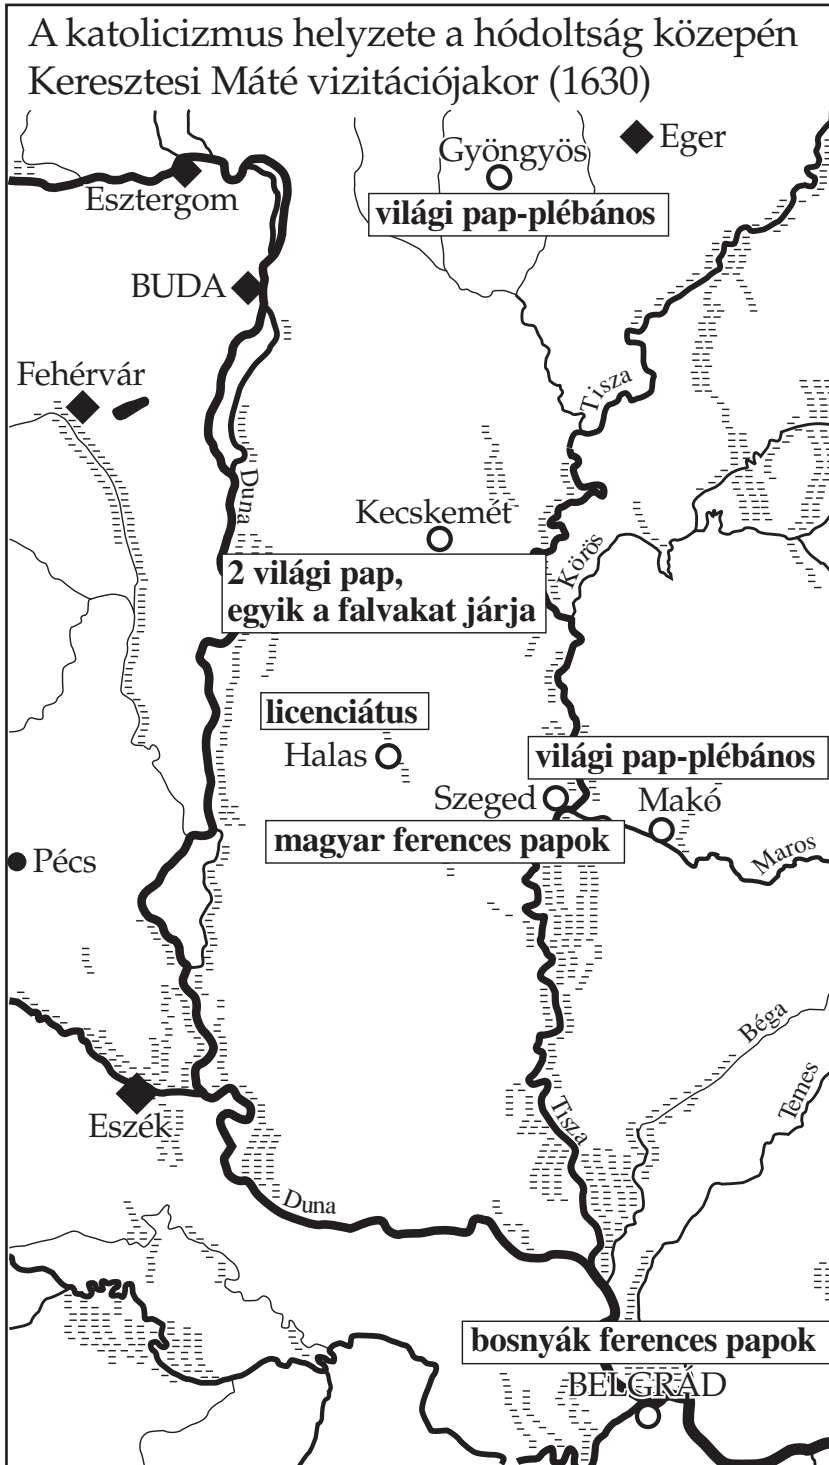 A katolicizmus helyzete a hódoltság közepén
Keresztesi Máté vizitációjakor (1630)
Gyöngyös
Eger
Esztergom
világi pap-plébános
BUDA
Fehérvár
Tisza
Duna
Kecskemét
Körös
2 világi pap,
egyik a falvakat járja
licenciátus
Halas
világi pap-plébános
Szeged
Makó
magyar ferences papok
Maros
Pécs
Béga
Temes
Eszék
Tisza
Duna
bosnyák ferences papok
BELGRÁD